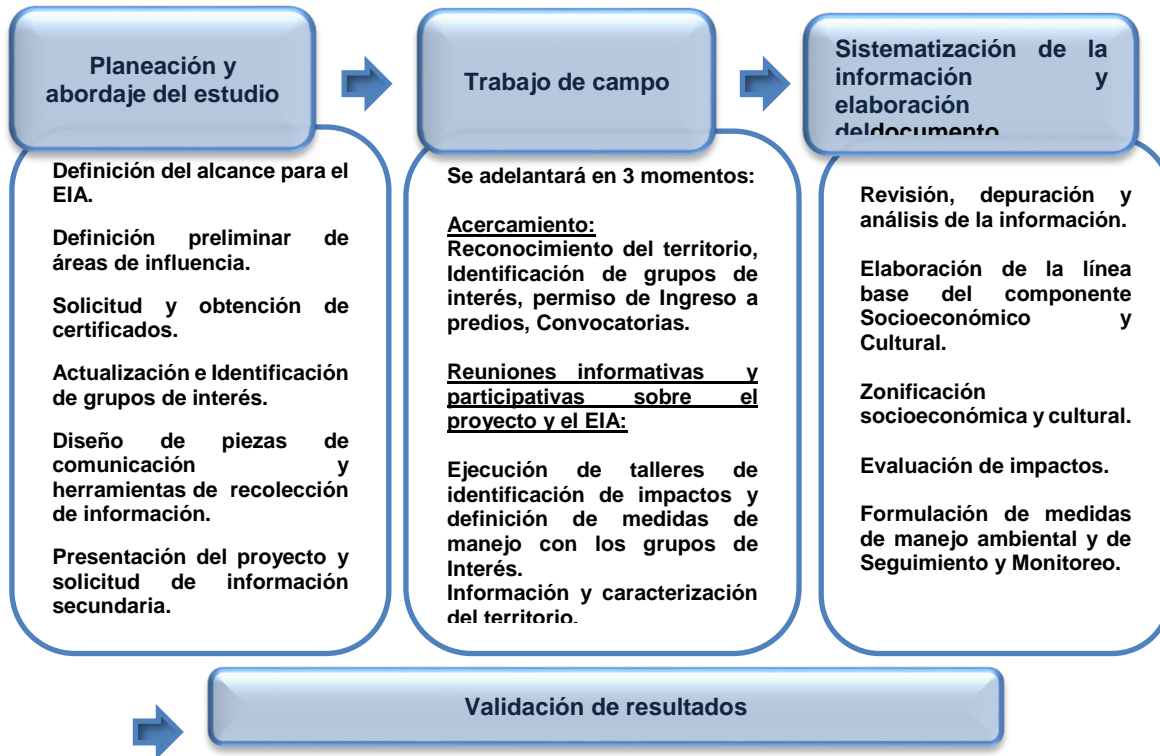 Planeación y
abordaje del estudio
Definición del alcance para el
EIA.
Definición preliminar de
áreas de influencia.
Solicitud y obtención de
certificados.
Actualización e Identificación
de grupos de interés.
Diseño de piezas de
comunicación y
herramientas de recolección
de información.
Presentación del proyecto y
solicitud de información
secundaria.
Trabajo de campo
Se adelantará en 3 momentos:
Acercamiento:
Reconocimiento del territorio,
Identificación de grupos de
interés, permiso de Ingreso a
predios, Convocatorias.
Reuniones informativas y
participativas sobre el
proyecto y el EIA:
Ejecución de talleres de
identificación de impactos y
definición de medidas de
manejo con los grupos de
Interés.
Información y caracterización
del territorio.
Sistematización de la
información y
elaboración
deldocumento
Revisión, depuración y
análisis de la información.
Elaboración de la línea
base del componente
Socioeconómico y
Cultural.
Zonificación
socioeconómica y cultural.
Evaluación de impactos.
Formulación de medidas
de manejo ambiental y de
Seguimiento y Monitoreo.
Validación de resultados